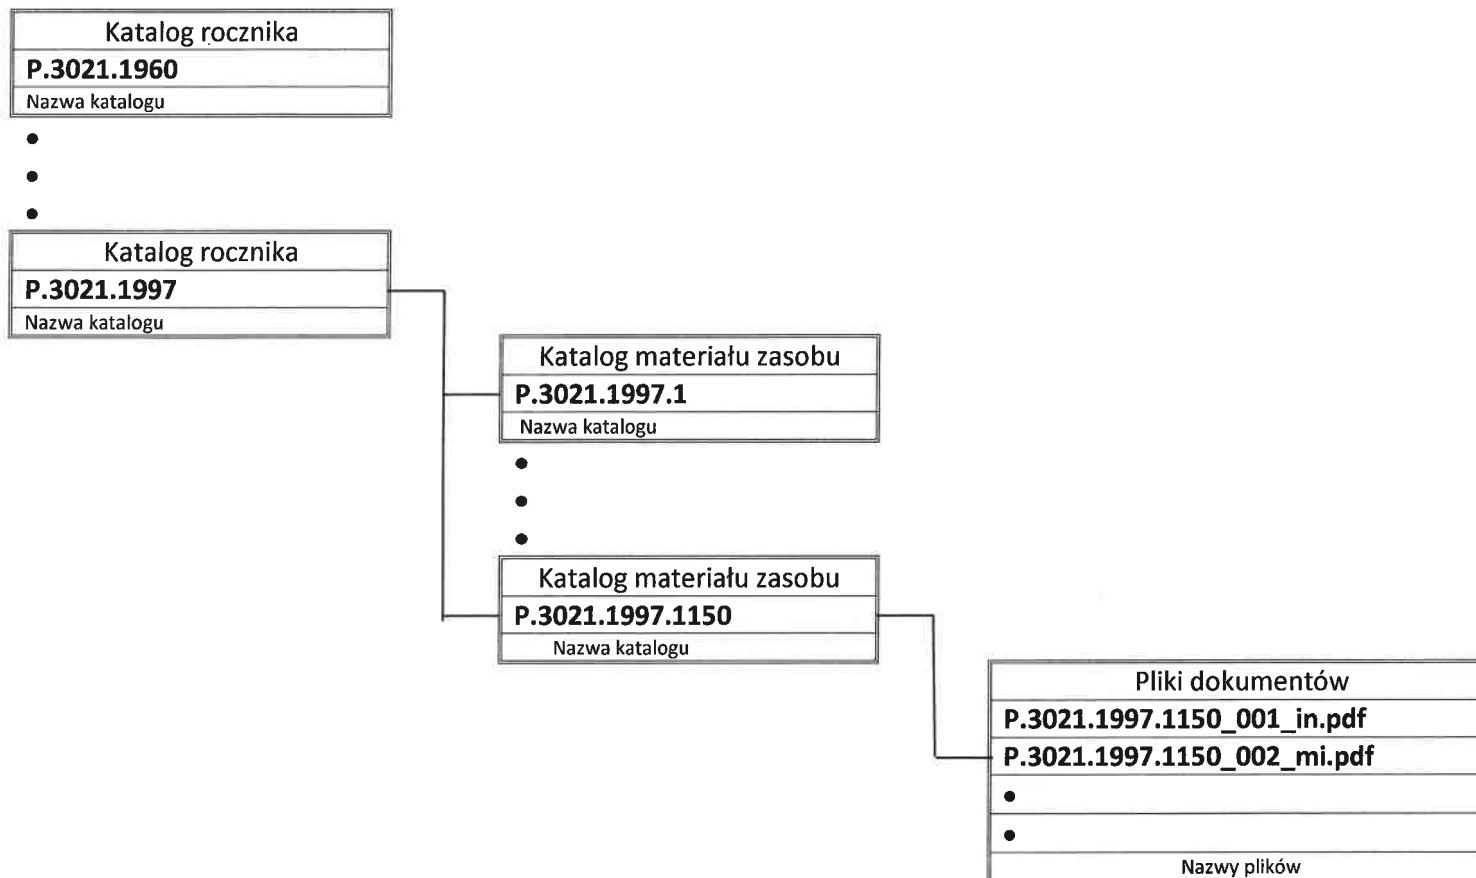 Katalog rocznika
P.3021.1960
Nazwa katalogu
•
•
•
Katalog rocznika
P.3021.1997
Nazwa katalogu
Katalog materiału zasobu
P.3021.1997.1
Nazwa katalogu
•
•
•
Katalog materiału zasobu
P.3021.1997.1150
Nazwa katalogu
Pliki dokumentów
P.3021.1997.1150_001_in.pdf
P.3021.1997.1150_002_mi.pdf
•
•
Nazwy plików